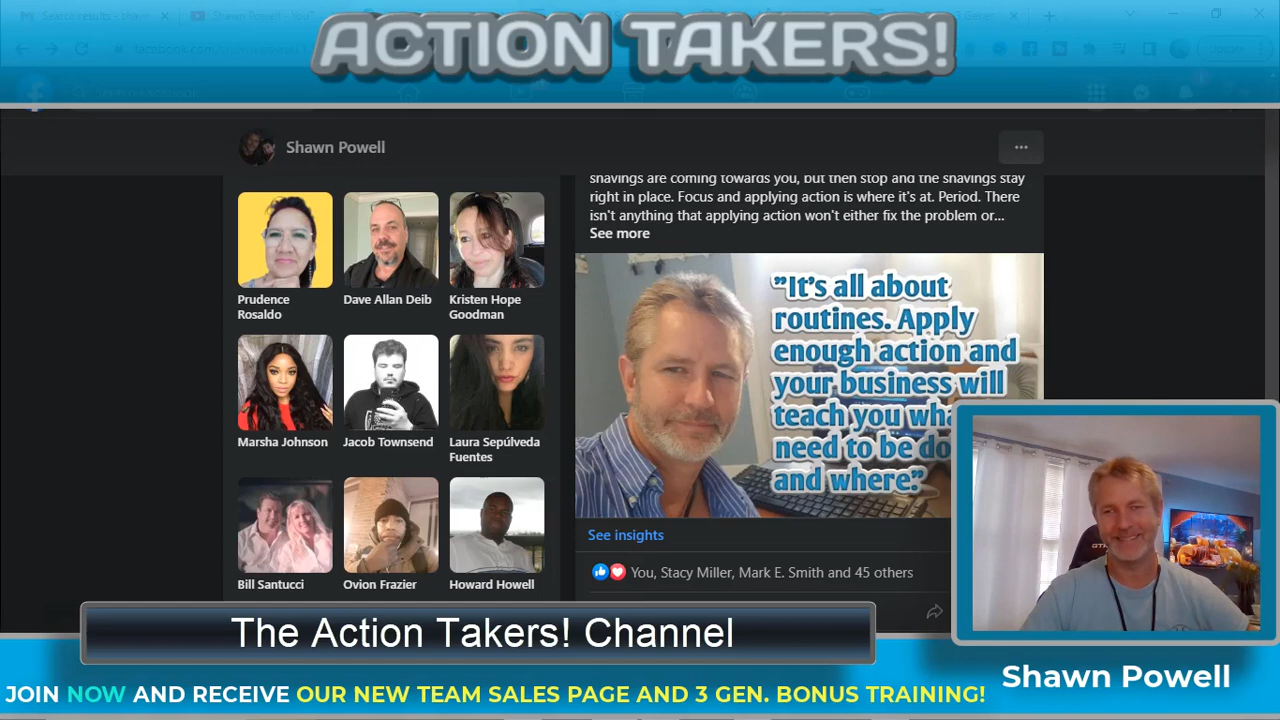 ACTION TAKERS!
Shawn Powell
shavings are coming towards you, but then stop and the shavings stay
right in place. Focus and applying action is where it's at. Period. There
isn't anything that applying action won't either fix the problem or...
See more
Prudence
Rosaldo
Dave Allan Deib
Kristen Hope
Goodman
Marsha Johnson
Jacob Townsend
Laura Sepúlveda
Fuentes
Bill Santucci
Ovion Frazier
Howard Howell
"It's all about
routines. Apply
enough action and
your business will
teach you
need to be
and where."
See insights
You, Stacy Miller, Mark E. Smith and 45 others
The Action Takers! Channel
Shawn Powell
JOIN NOW AND RECEIVE OUR NEW TEAM SALES PAGE AND 3 GEN. BONUS TRAINING!